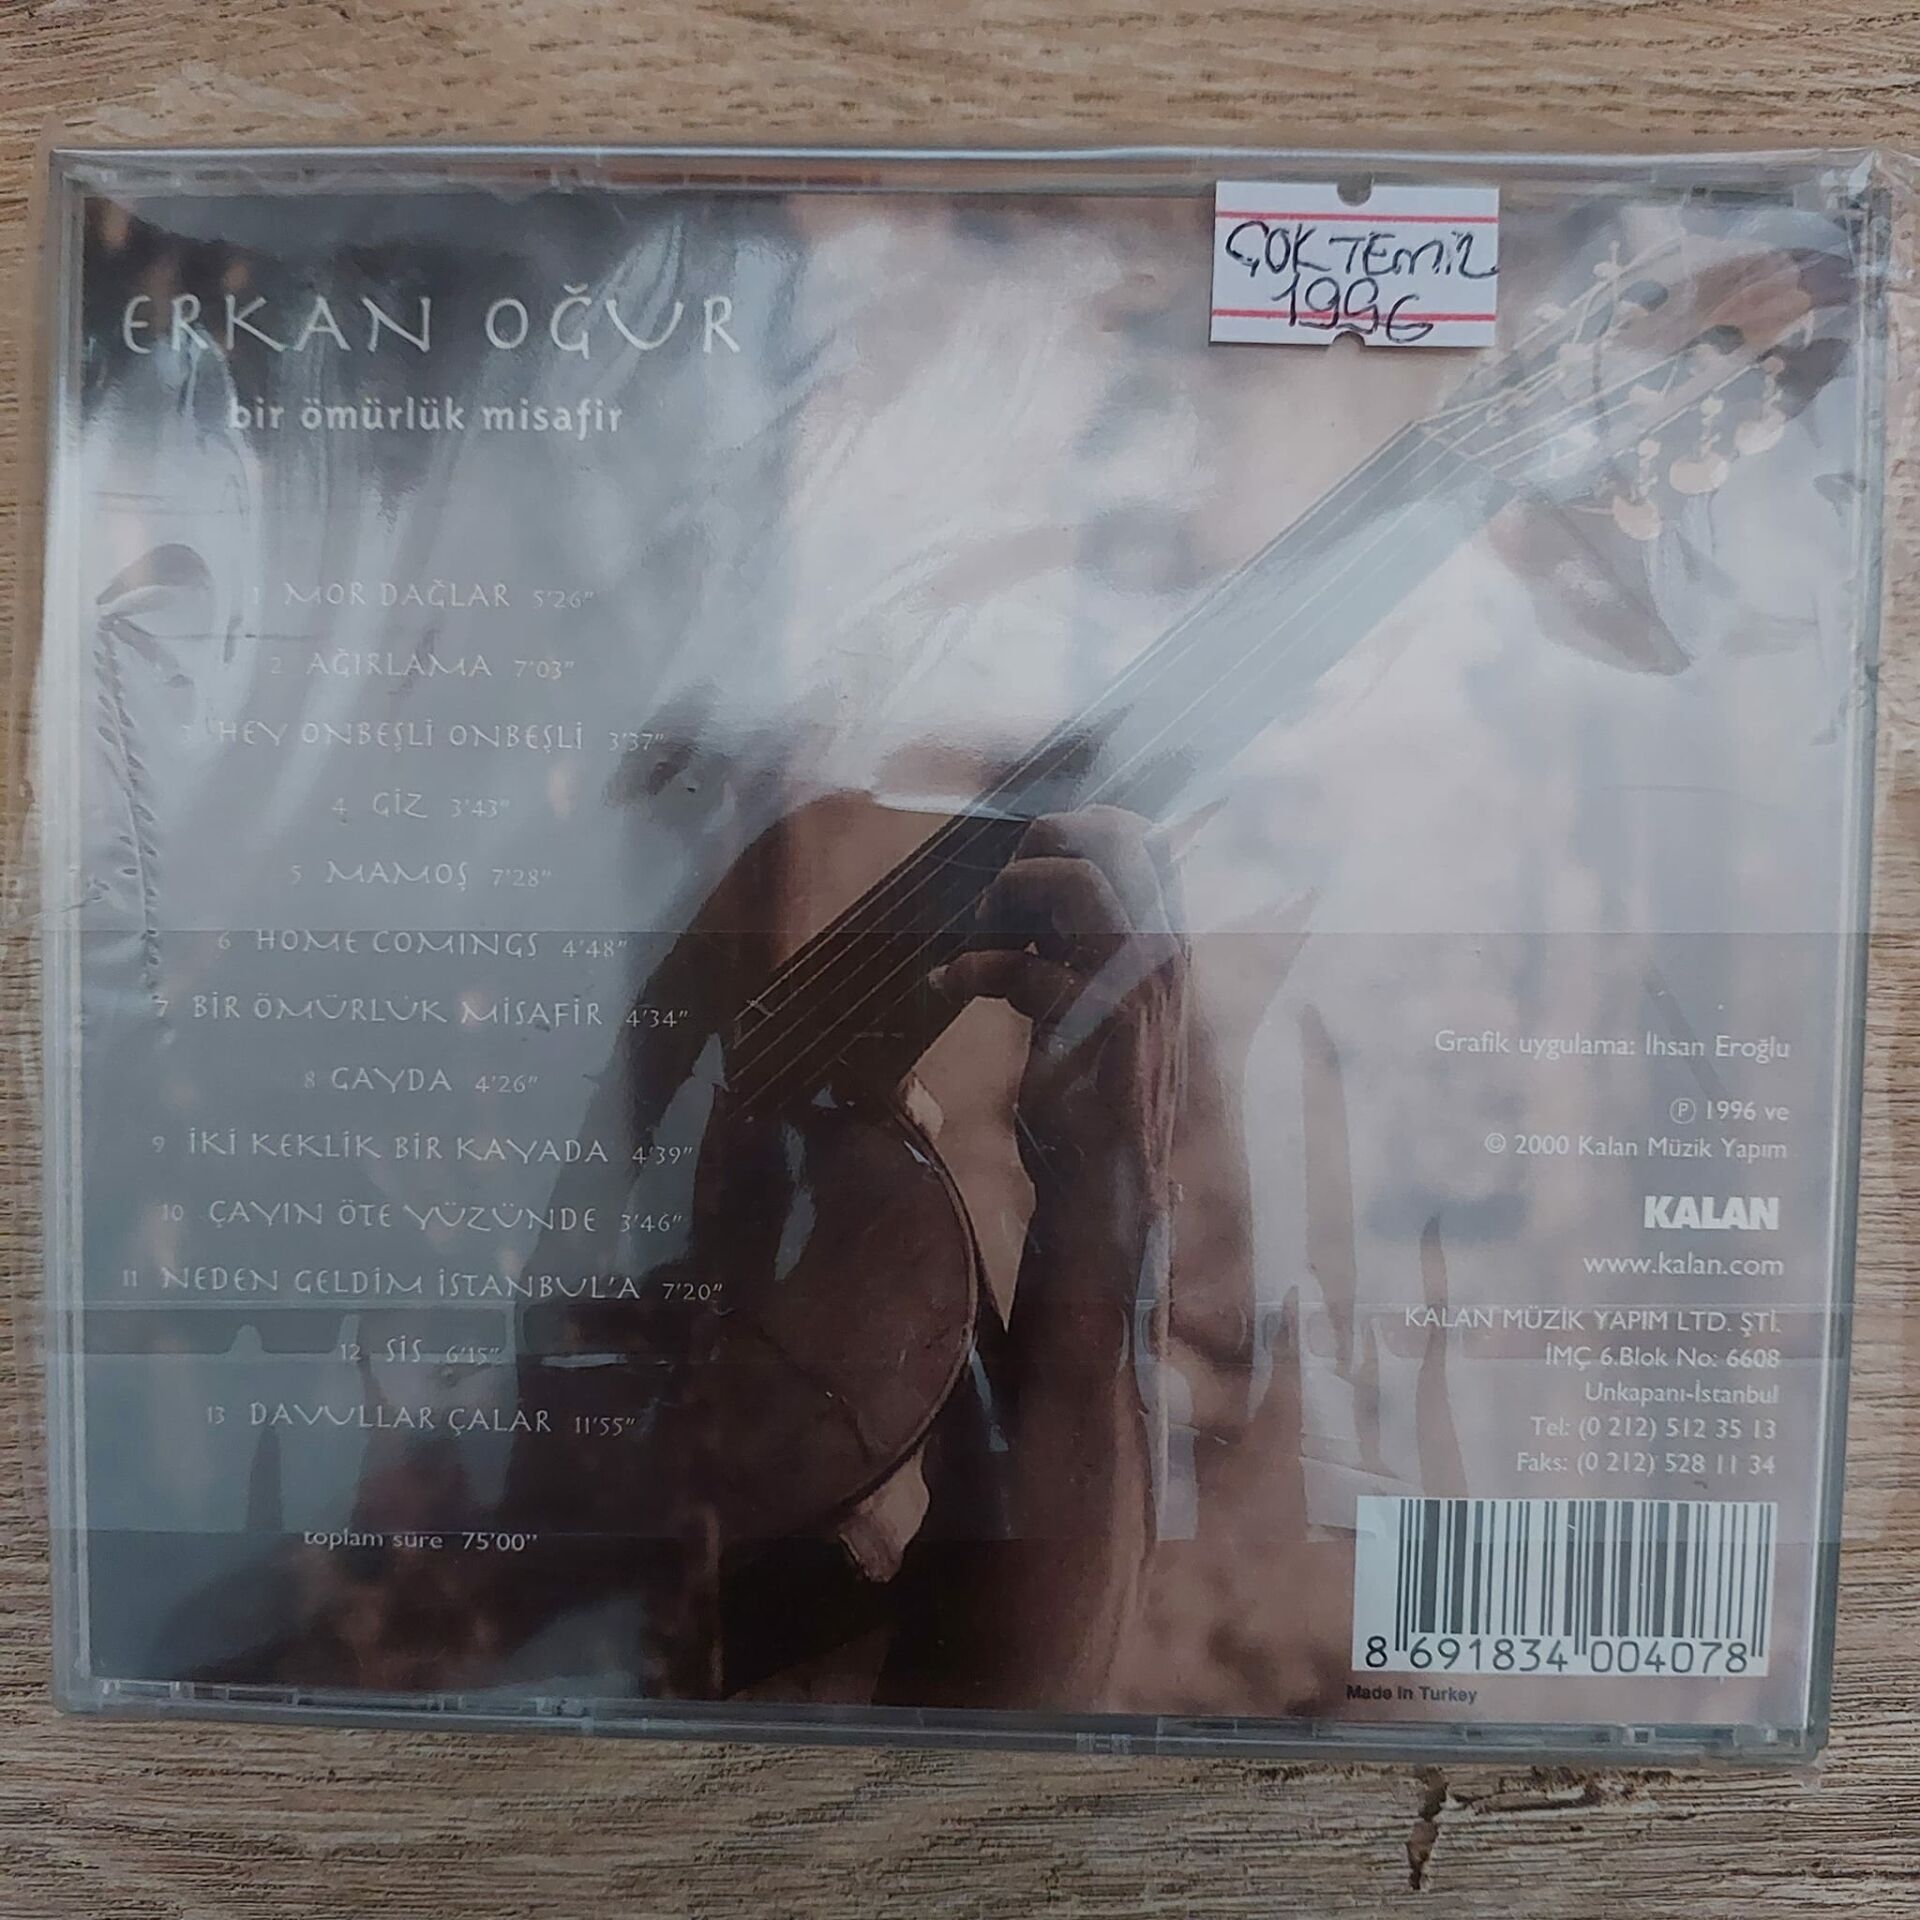 ÇOK TEMİZ
1996
ERKAN OĞUR
bir ömürlük misafir
1 MOR DAĞLAR 5'26"
2 AĞIRLAMA 7'03"
3 HEY ONBEŞLİ ONBEŞLİ 3'37"
4 GİZ 3'43"
5 MAMOŞ 7'28"
6 HOME COMINGS 4'48"
7 BİR ÖMÜRLÜK MİSAFİR 4'34"
8 GAYDA 4'26"
9 İKİ KEKLİK BİR KAYADA 4'39"
10 ÇAYIN ÖTE YÜZÜNDE 3'46"
11 NEDEN GELDİM İSTANBUL'A 7'20"
12 SİS 6'15"
13 DAVULLAR ÇALAR 11'55"
toplam süre 75'00"
Grafik uygulama: İhsan Eroğlu
℗ 1996 ve
© 2000 Kalan Müzik Yapım
KALAN
www.kalan.com
KALAN MÜZİK YAPIM LTD. ŞTİ.
İMÇ 6.Blok No: 6608
Unkapanı-İstanbul
Tel: (0 212) 512 35 13
Faks: (0 212) 528 11 34
8 691834 004078
Made in Turkey